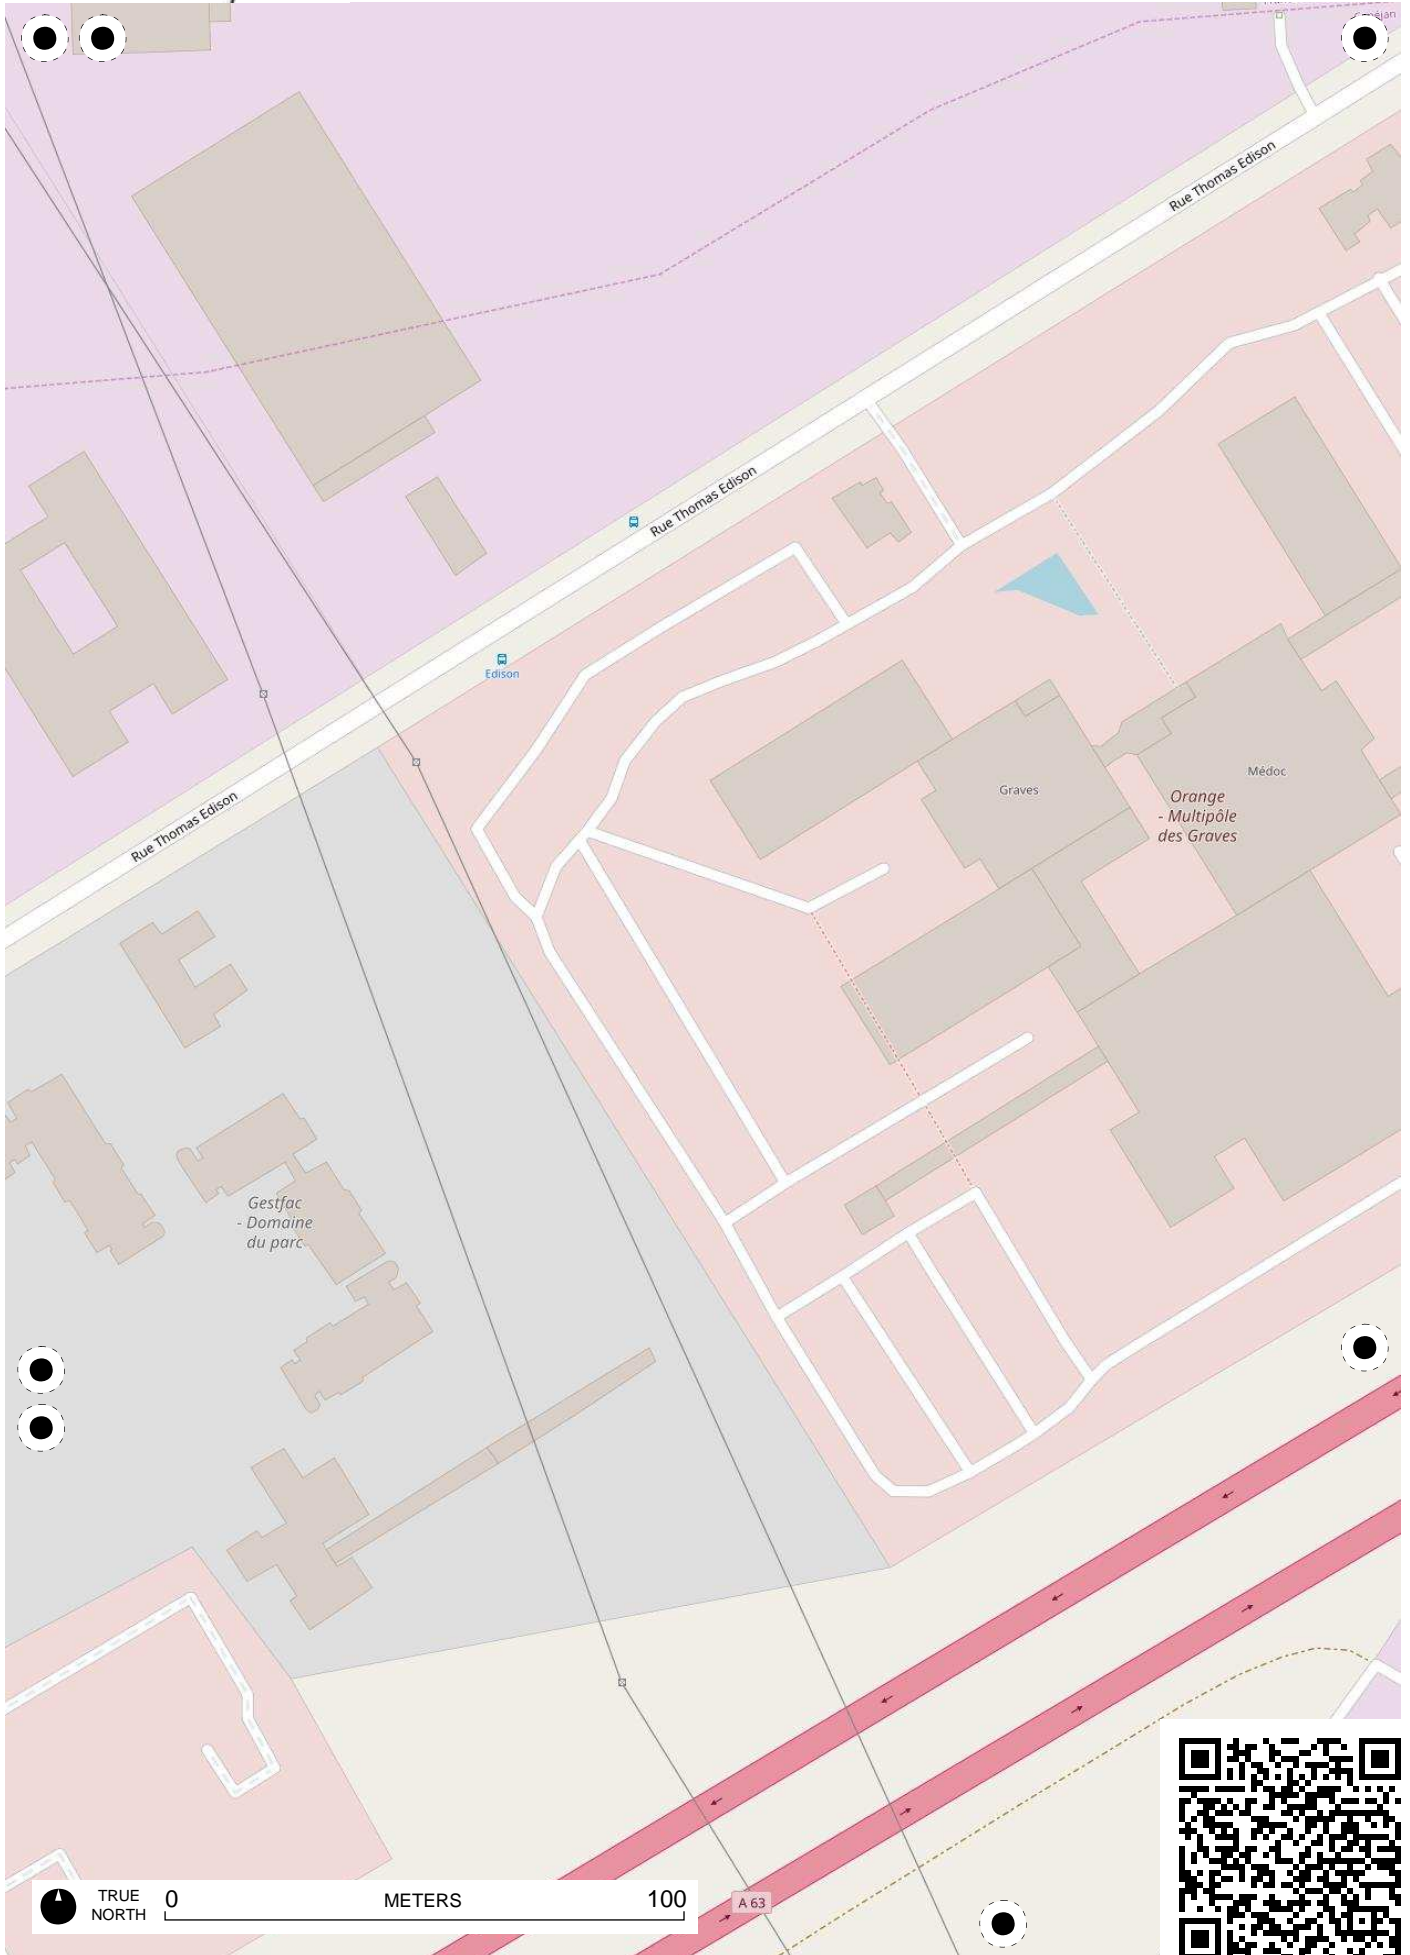 Rue Thomas Edison
Rue Thomas Edison
Edison
Graves
Médoc
Orange
- Multipôle
des Graves
Rue Thomas Edison
Gestfac
- Domaine
du parc
TRUE
NORTH
0
METERS
100
A 63